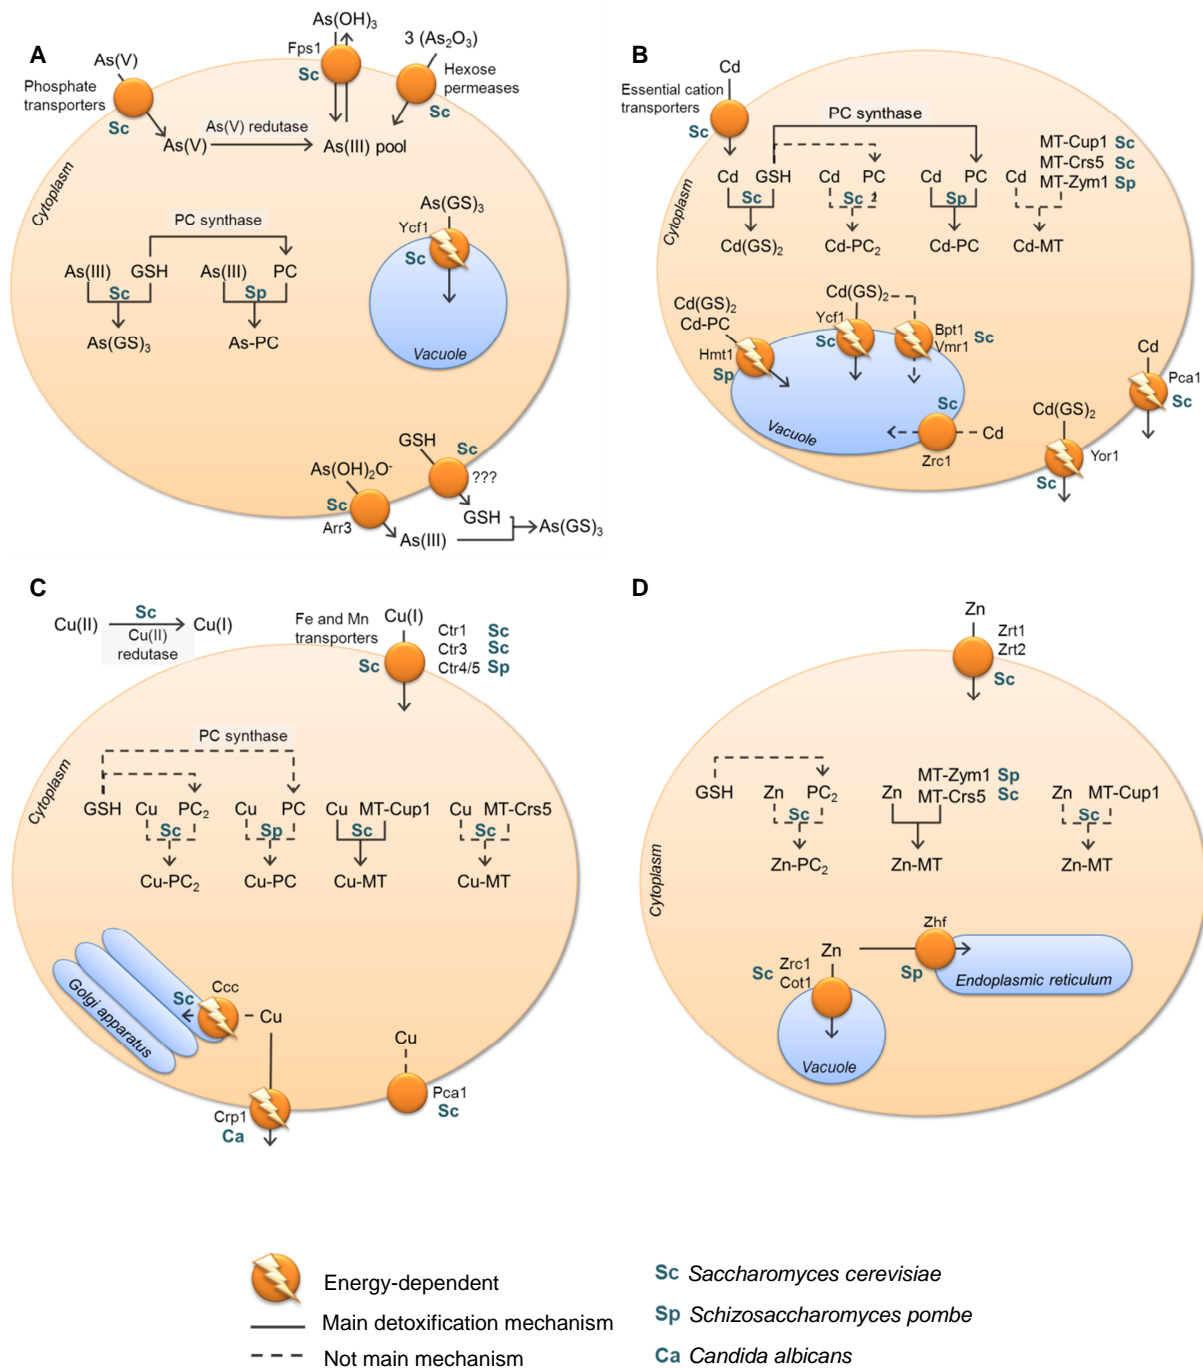 A
As(V)
Phosphate
transporters
Sc
As(V)
As(V) redutase
As(OH)3
Fps1
Sc
3 (As2O3)
Hexose
permeases
Sc
As(III) pool
Cytoplasm
PC synthase
As(III) GSH
Sc
As(GS)3
As(III) PC
Sp
As-PC
As(GS)3
Ycf1
Sc
Vacuole
GSH
Sc
???
As(OH)2O-
Sc
Arr3
GSH
As(III)
As(GS)3
B
Cd
Essential cation
transporters
Sc
PC synthase
MT-Cup1 Sc
MT-Crs5 Sc
MT-Zym1 Sp
Cytoplasm
Cd GSH
Sc
Cd(GS)2
Cd PC
Sc
Cd-PC2
Cd PC
Sp
Cd-PC
Cd
Cd-MT
Cd(GS)2
Cd-PC
Hmt1
Sp
Cd(GS)2
Ycf1
Sc
Bpt1
Vmr1
Sc
Vacuole
Sc
Cd
Zrc1
Cd(GS)2
Yor1
Sc
Cd
Pca1
Sc
C
Cu(II)
Sc
Cu(I)
Cu(II)
redutase
Fe and Mn
transporters
Cu(I)
Sc
Ctr1 Sc
Ctr3 Sc
Ctr4/5 Sp
Cytoplasm
PC synthase
GSH
Cu PC2
Sc
Cu-PC2
Cu PC
Sp
Cu-PC
Cu MT-Cup1
Sc
Cu-MT
Cu MT-Crs5
Sc
Cu-MT
Golgi apparatus
Sc
Ccc
Cu
Crp1
Ca
Cu
Pca1
Sc
D
Zn
Zrt1
Zrt2
Sc
Cytoplasm
GSH
Zn PC2
Sc
Zn-PC2
MT-Zym1 Sp
Zn MT-Crs5 Sc
Zn-MT
Zn MT-Cup1
Sc
Zn-MT
Sc
Zrc1
Cot1
Zn
Vacuole
Zhf
Sp
Endoplasmic reticulum
Energy-dependent
Main detoxification mechanism
Not main mechanism
Sc Saccharomyces cerevisiae
Sp Schizosaccharomyces pombe
Ca Candida albicans